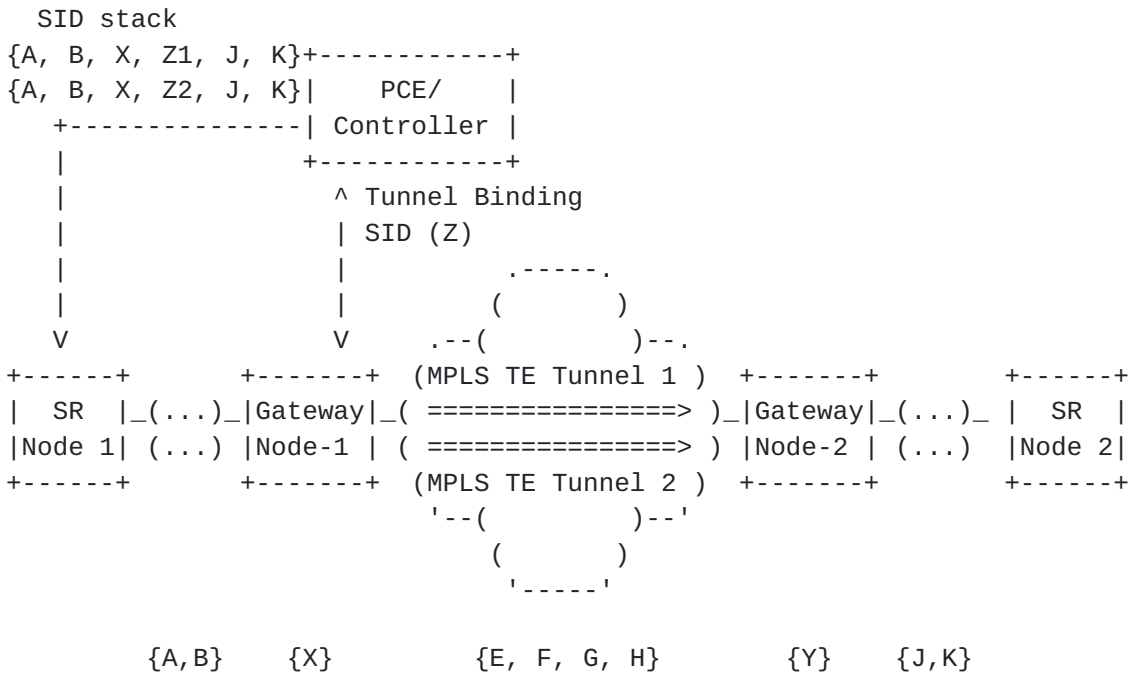 SID stack
{A, B, X, Z1, J, K}+------------+
{A, B, X, Z2, J, K}|    PCE/    |
   +---------------| Controller |
   |               +------------+
   |                 ^ Tunnel Binding
   |                 | SID (Z)
   |                 |          .-----.
   |                 |         (       )
   V                 V     .--(         )--.
+------+       +-------+  (MPLS TE Tunnel 1 )  +-------+        +------+
|  SR  |_(...)_|Gateway|_( ================> )_|Gateway|_(...)_ |  SR  |
|Node 1| (...) |Node-1 | ( ================> ) |Node-2 | (...)  |Node 2|
+------+       +-------+  (MPLS TE Tunnel 2 )  +-------+        +------+
                           '--(         )--'
                               (       )
                                '-----'
         {A,B}    {X}         {E, F, G, H}        {Y}    {J,K}